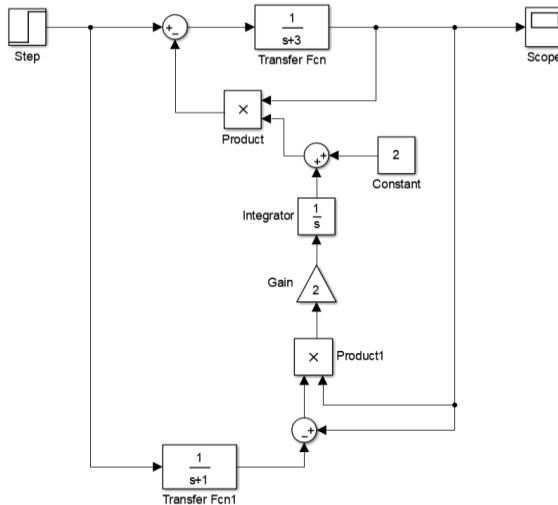 Step
+
−
1
s+3
Transfer Fcn
Scope
×
Product
+
+
2
Constant
Integrator
1
s
Gain
2
×
Product1
−
+
1
s+1
Transfer Fcn1